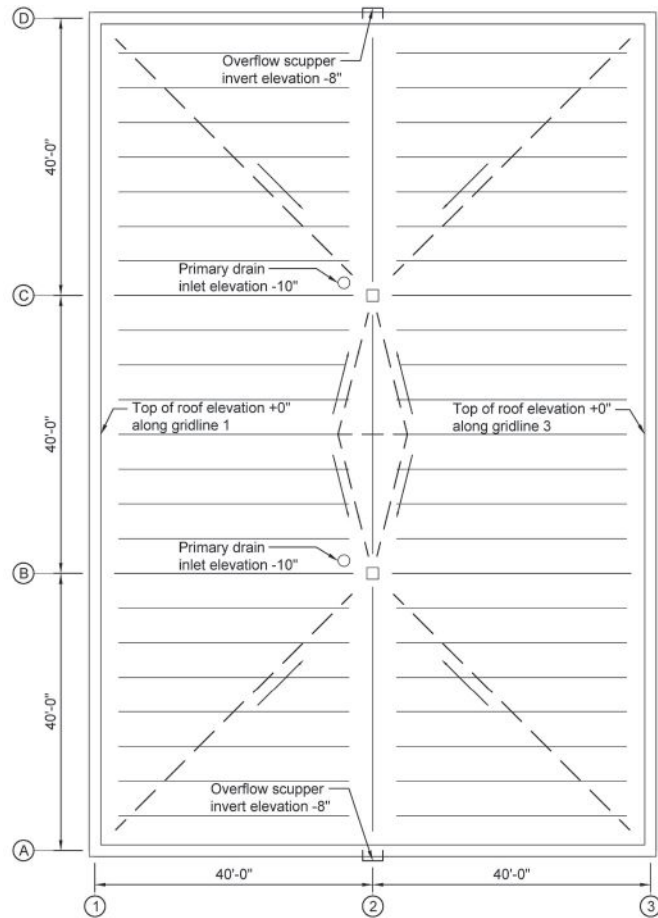 D
Overflow scupper
invert elevation -8"
40'-0"
Primary drain
inlet elevation -10"
C
Top of roof elevation +0"
along gridline 1
Top of roof elevation +0"
along gridline 3
40'-0"
Primary drain
inlet elevation -10"
B
40'-0"
Overflow scupper
invert elevation -8"
A
40'-0"
40'-0"
1
2
3